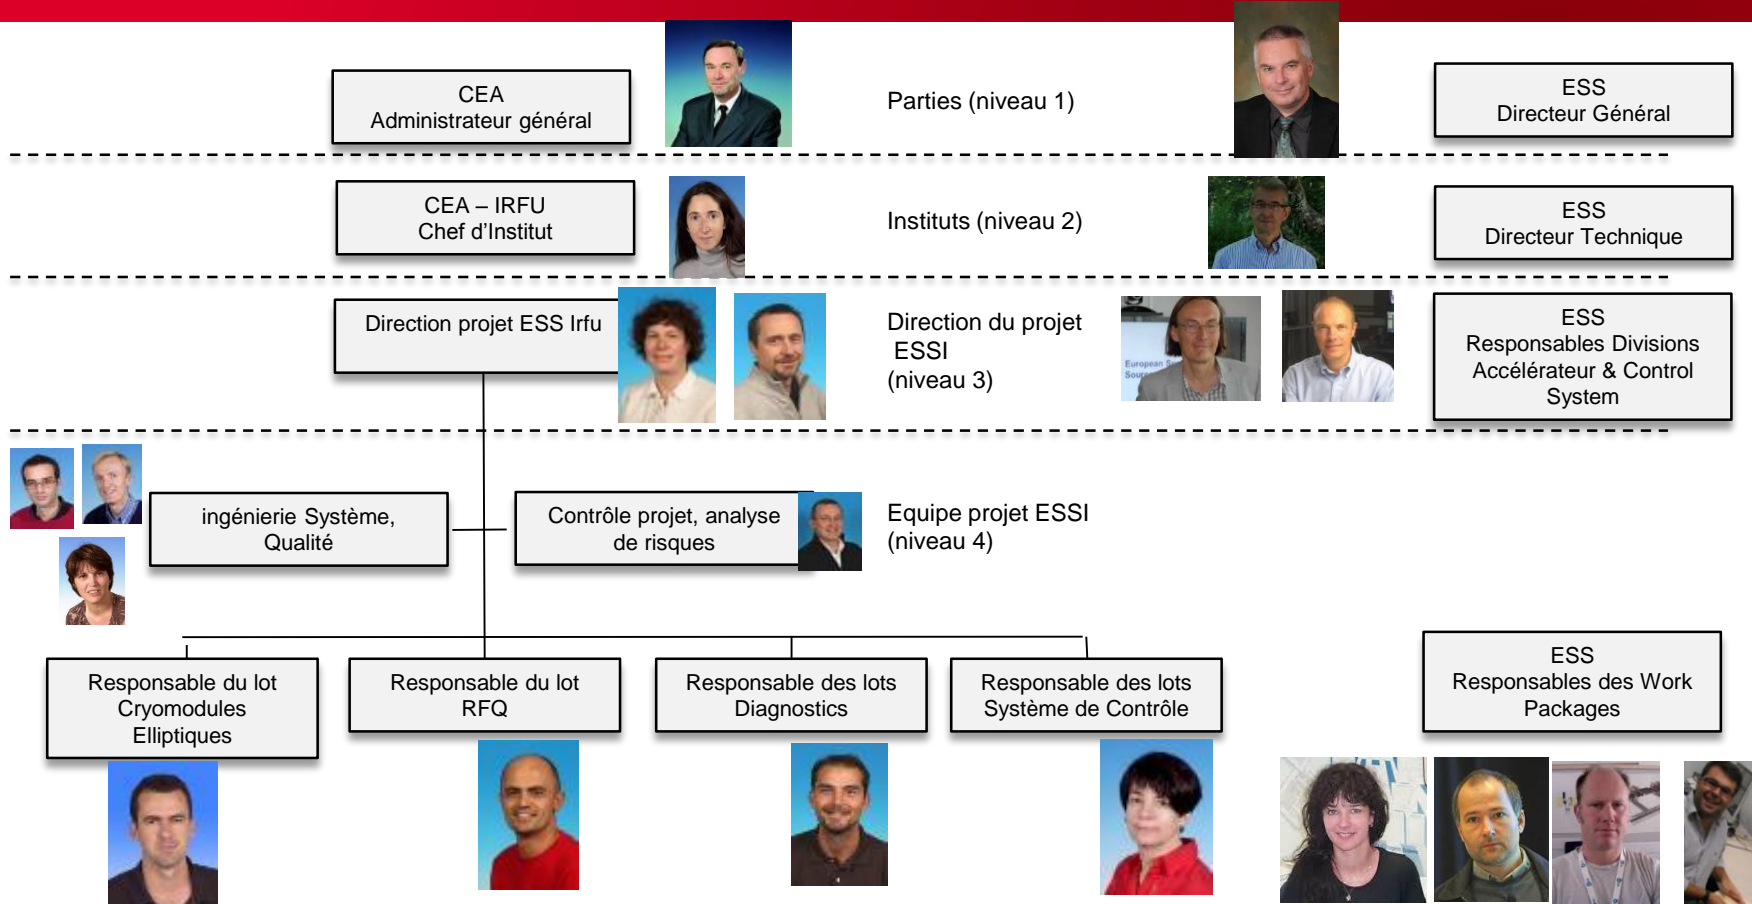 CEA
Administrateur général
Parties (niveau 1)
ESS
Directeur Général
CEA – IRFU
Chef d'Institut
Instituts (niveau 2)
ESS
Directeur Technique
Direction projet ESS Irfu
Direction du projet
ESSI
(niveau 3)
European Sp
Sour
ESS
Responsables Divisions
Accélérateur & Control
System
ingénierie Système,
Qualité
Contrôle projet, analyse
de risques
Equipe projet ESSI
(niveau 4)
Responsable du lot
Cryomodules
Elliptiques
Responsable du lot
RFQ
Responsable des lots
Diagnostics
Responsable des lots
Système de Contrôle
ESS
Responsables des Work
Packages